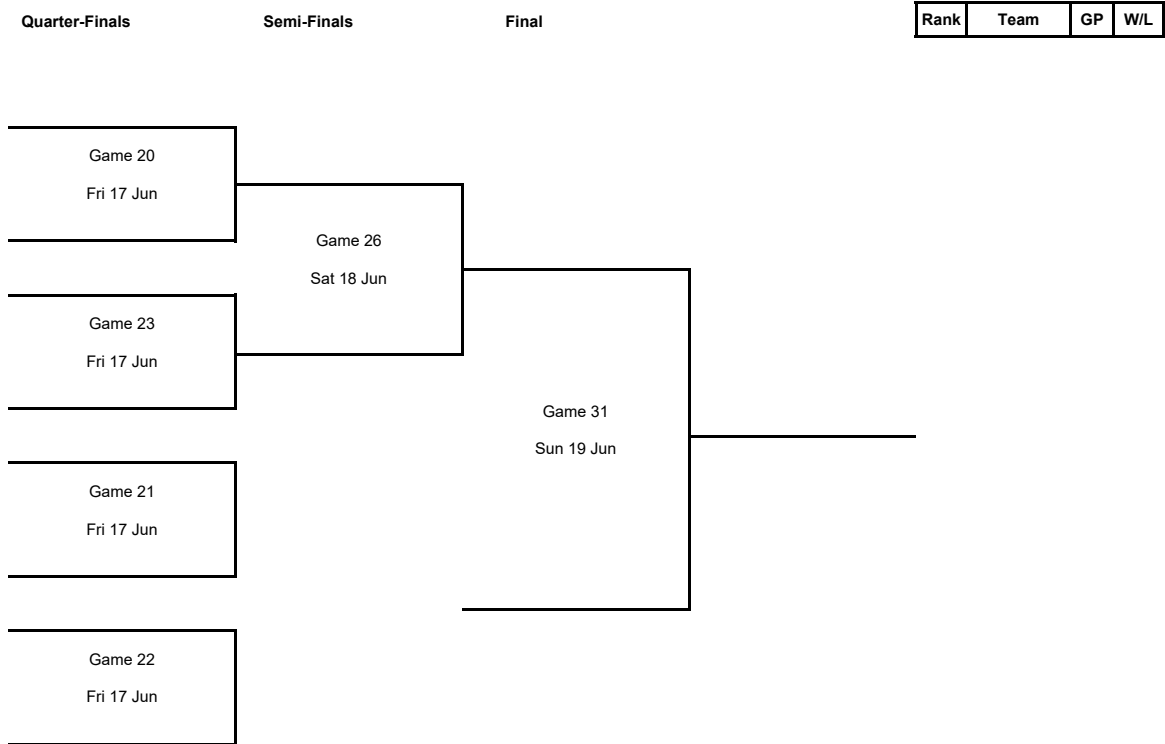 Quarter-Finals Semi-Finals Final Rank Team GP W/L
Game 20
Fri 17 Jun
Game 26
Sat 18 Jun
Game 23
Fri 17 Jun
Game 31
Sun 19 Jun
Game 21
Fri 17 Jun
Game 22
Fri 17 Jun